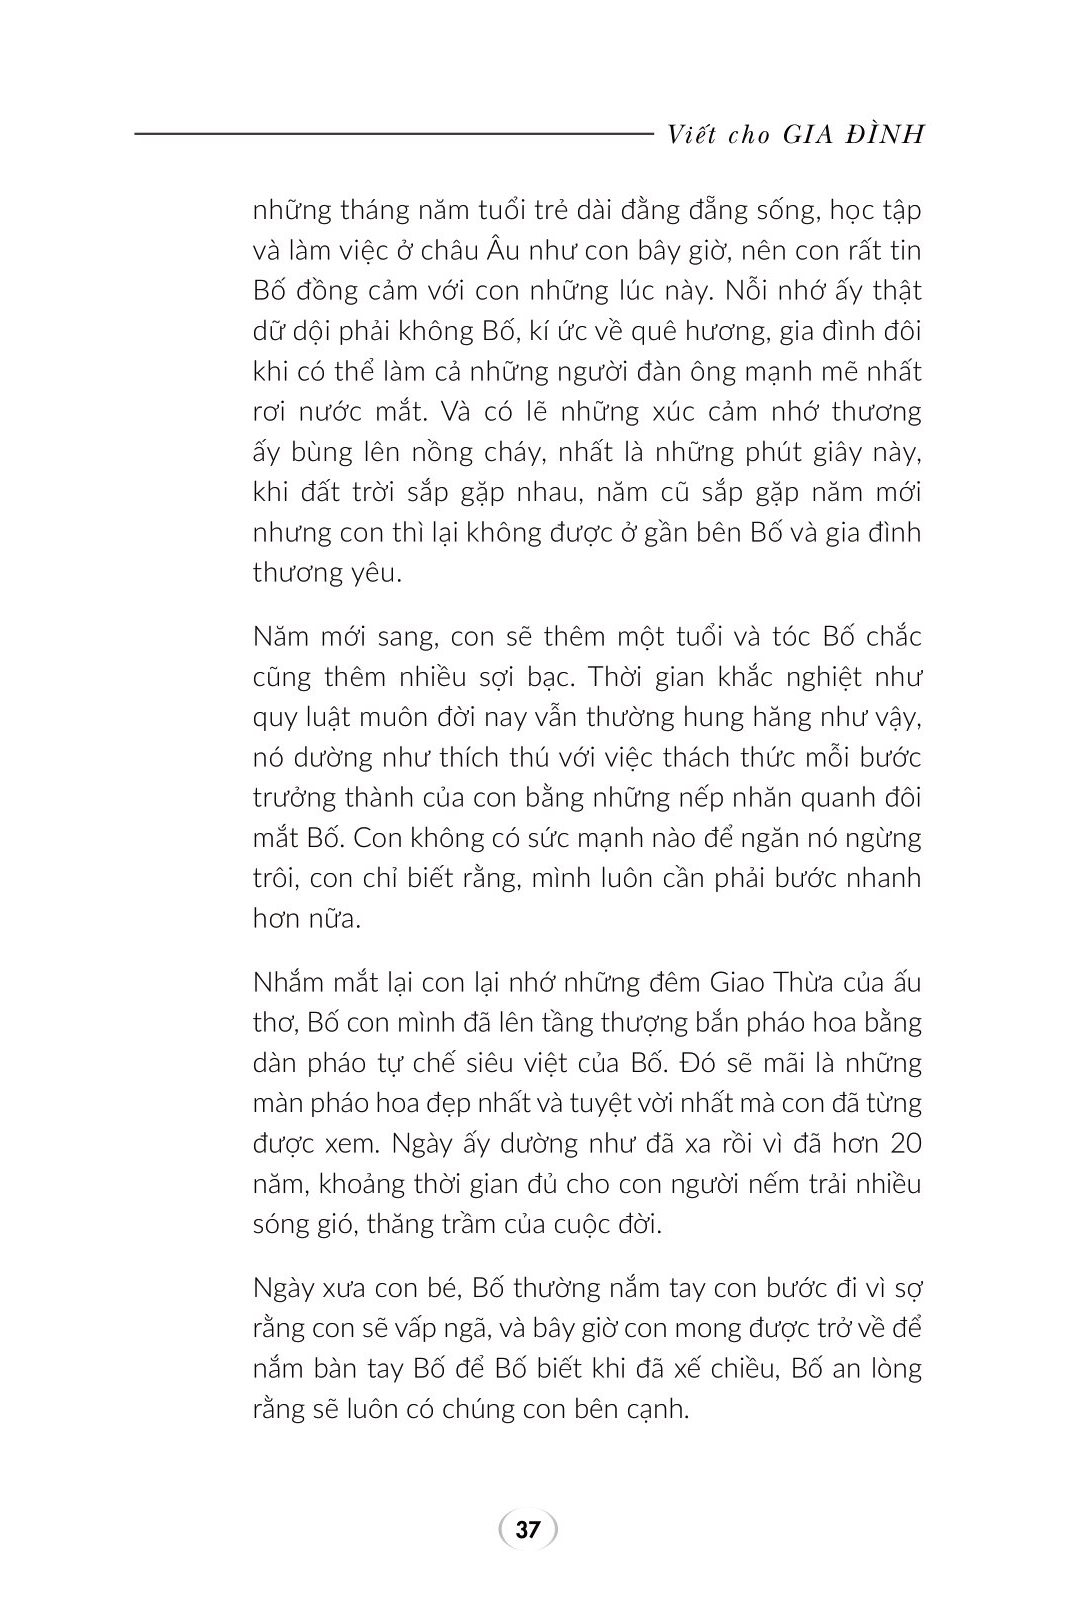 Viết cho GIA ĐÌNH
những tháng năm tuổi trẻ dài đằng đẵng sống, học tập
và làm việc ở châu Âu như con bây giờ, nên con rất tin
Bố đồng cảm với con những lúc này. Nỗi nhớ ấy thật
dữ dội phải không Bố, kí ức về quê hương, gia đình đôi
khi có thể làm cả những người đàn ông mạnh mẽ nhất
rơi nước mắt. Và có lẽ những xúc cảm nhớ thương
ấy bùng lên nồng cháy, nhất là những phút giây này,
khi đất trời sắp gặp nhau, năm cũ sắp gặp năm mới
nhưng con thì lại không được ở gần bên Bố và gia đình
thương yêu.
Năm mới sang, con sẽ thêm một tuổi và tóc Bố chắc
cũng thêm nhiều sợi bạc. Thời gian khắc nghiệt như
quy luật muôn đời nay vẫn thường hung hăng như vậy,
nó dường như thích thú với việc thách thức mỗi bước
trưởng thành của con bằng những nếp nhăn quanh đôi
mắt Bố. Con không có sức mạnh nào để ngăn nó ngừng
trôi, con chỉ biết rằng, mình luôn cần phải bước nhanh
hơn nữa.
Nhắm mắt lại con lại nhớ những đêm Giao Thừa của ấu
thơ, Bố con mình đã lên tầng thượng bắn pháo hoa bằng
dàn pháo tự chế siêu việt của Bố. Đó sẽ mãi là những
màn pháo hoa đẹp nhất và tuyệt vời nhất mà con đã từng
được xem. Ngày ấy dường như đã xa rồi vì đã hơn 20
năm, khoảng thời gian đủ cho con người nếm trải nhiều
sóng gió, thăng trầm của cuộc đời.
Ngày xưa con bé, Bố thường nắm tay con bước đi vì sợ
rằng con sẽ vấp ngã, và bây giờ con mong được trở về để
nắm bàn tay Bố để Bố biết khi đã xế chiều, Bố an lòng
rằng sẽ luôn có chúng con bên cạnh.
37